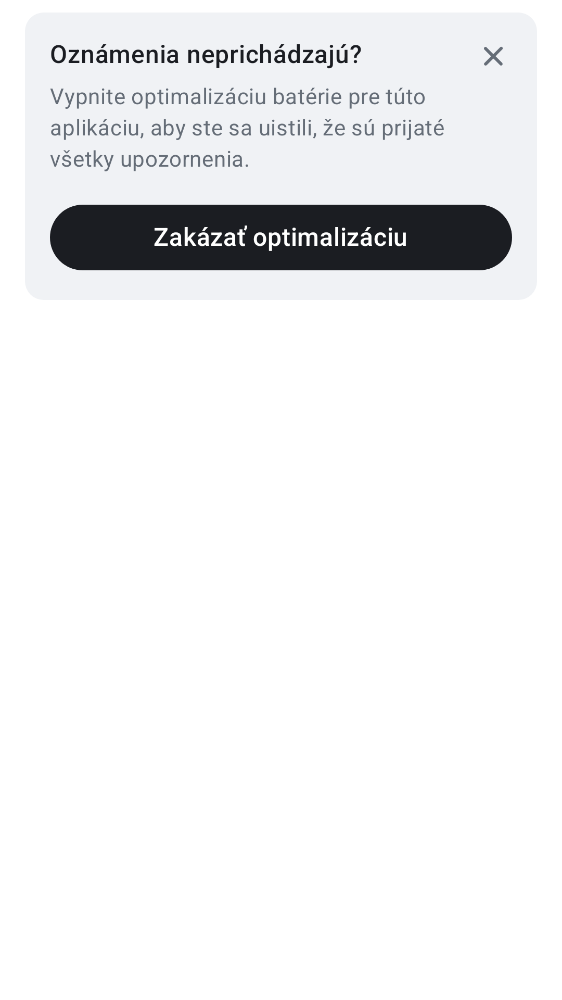 Oznámenia neprichádzajú?
Vypnite optimalizáciu batérie pre túto
aplikáciu, aby ste sa uistili, že sú prijaté
všetky upozornenia.
Zakázať optimalizáciu